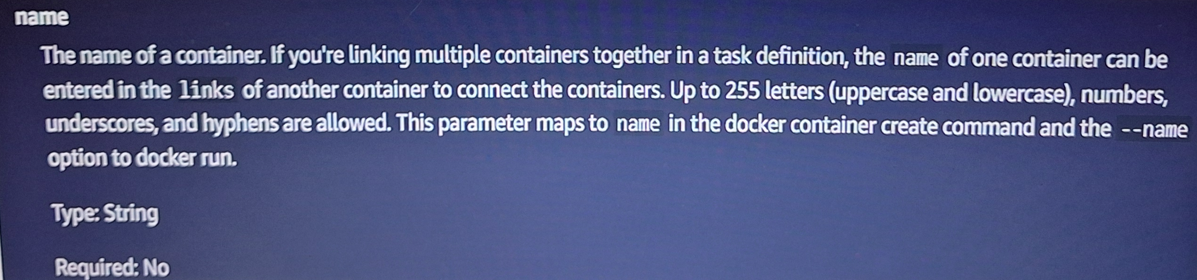 name
The name of a container. If you're linking multiple containers together in a task definition, the name of one container can be
entered in the links of another container to connect the containers. Up to 255 letters (uppercase and lowercase), numbers,
underscores, and hyphens are allowed. This parameter maps to name in the docker container create command and the --name
option to docker run.
Type: String
Required: No